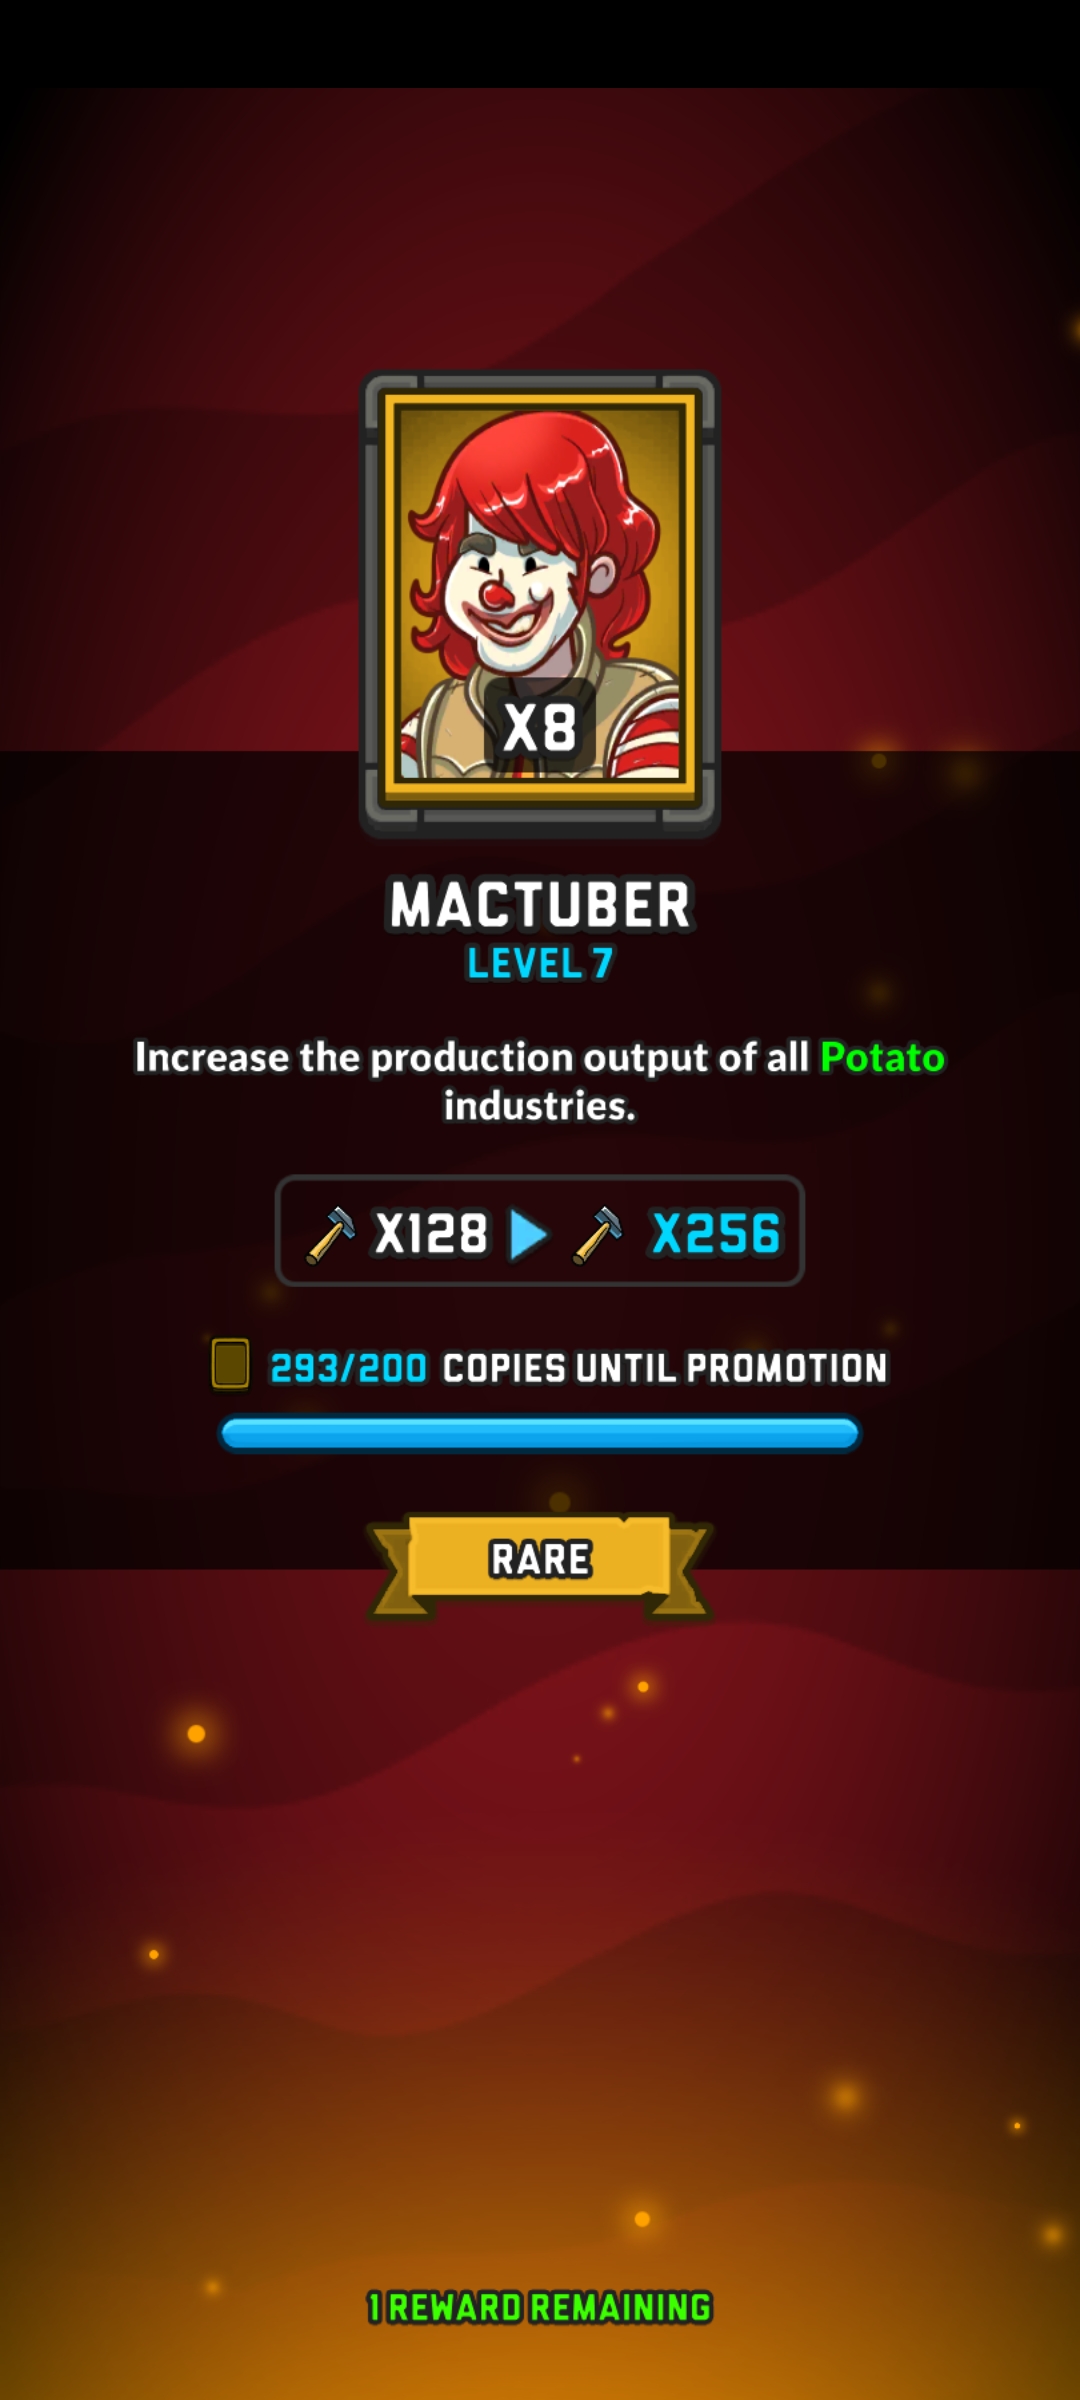 X8
MACTUBER
LEVEL 7
Increase the production output of all Potato
industries.
X128 X256
293/200 COPIES UNTIL PROMOTION
RARE
1 REWARD REMAINING